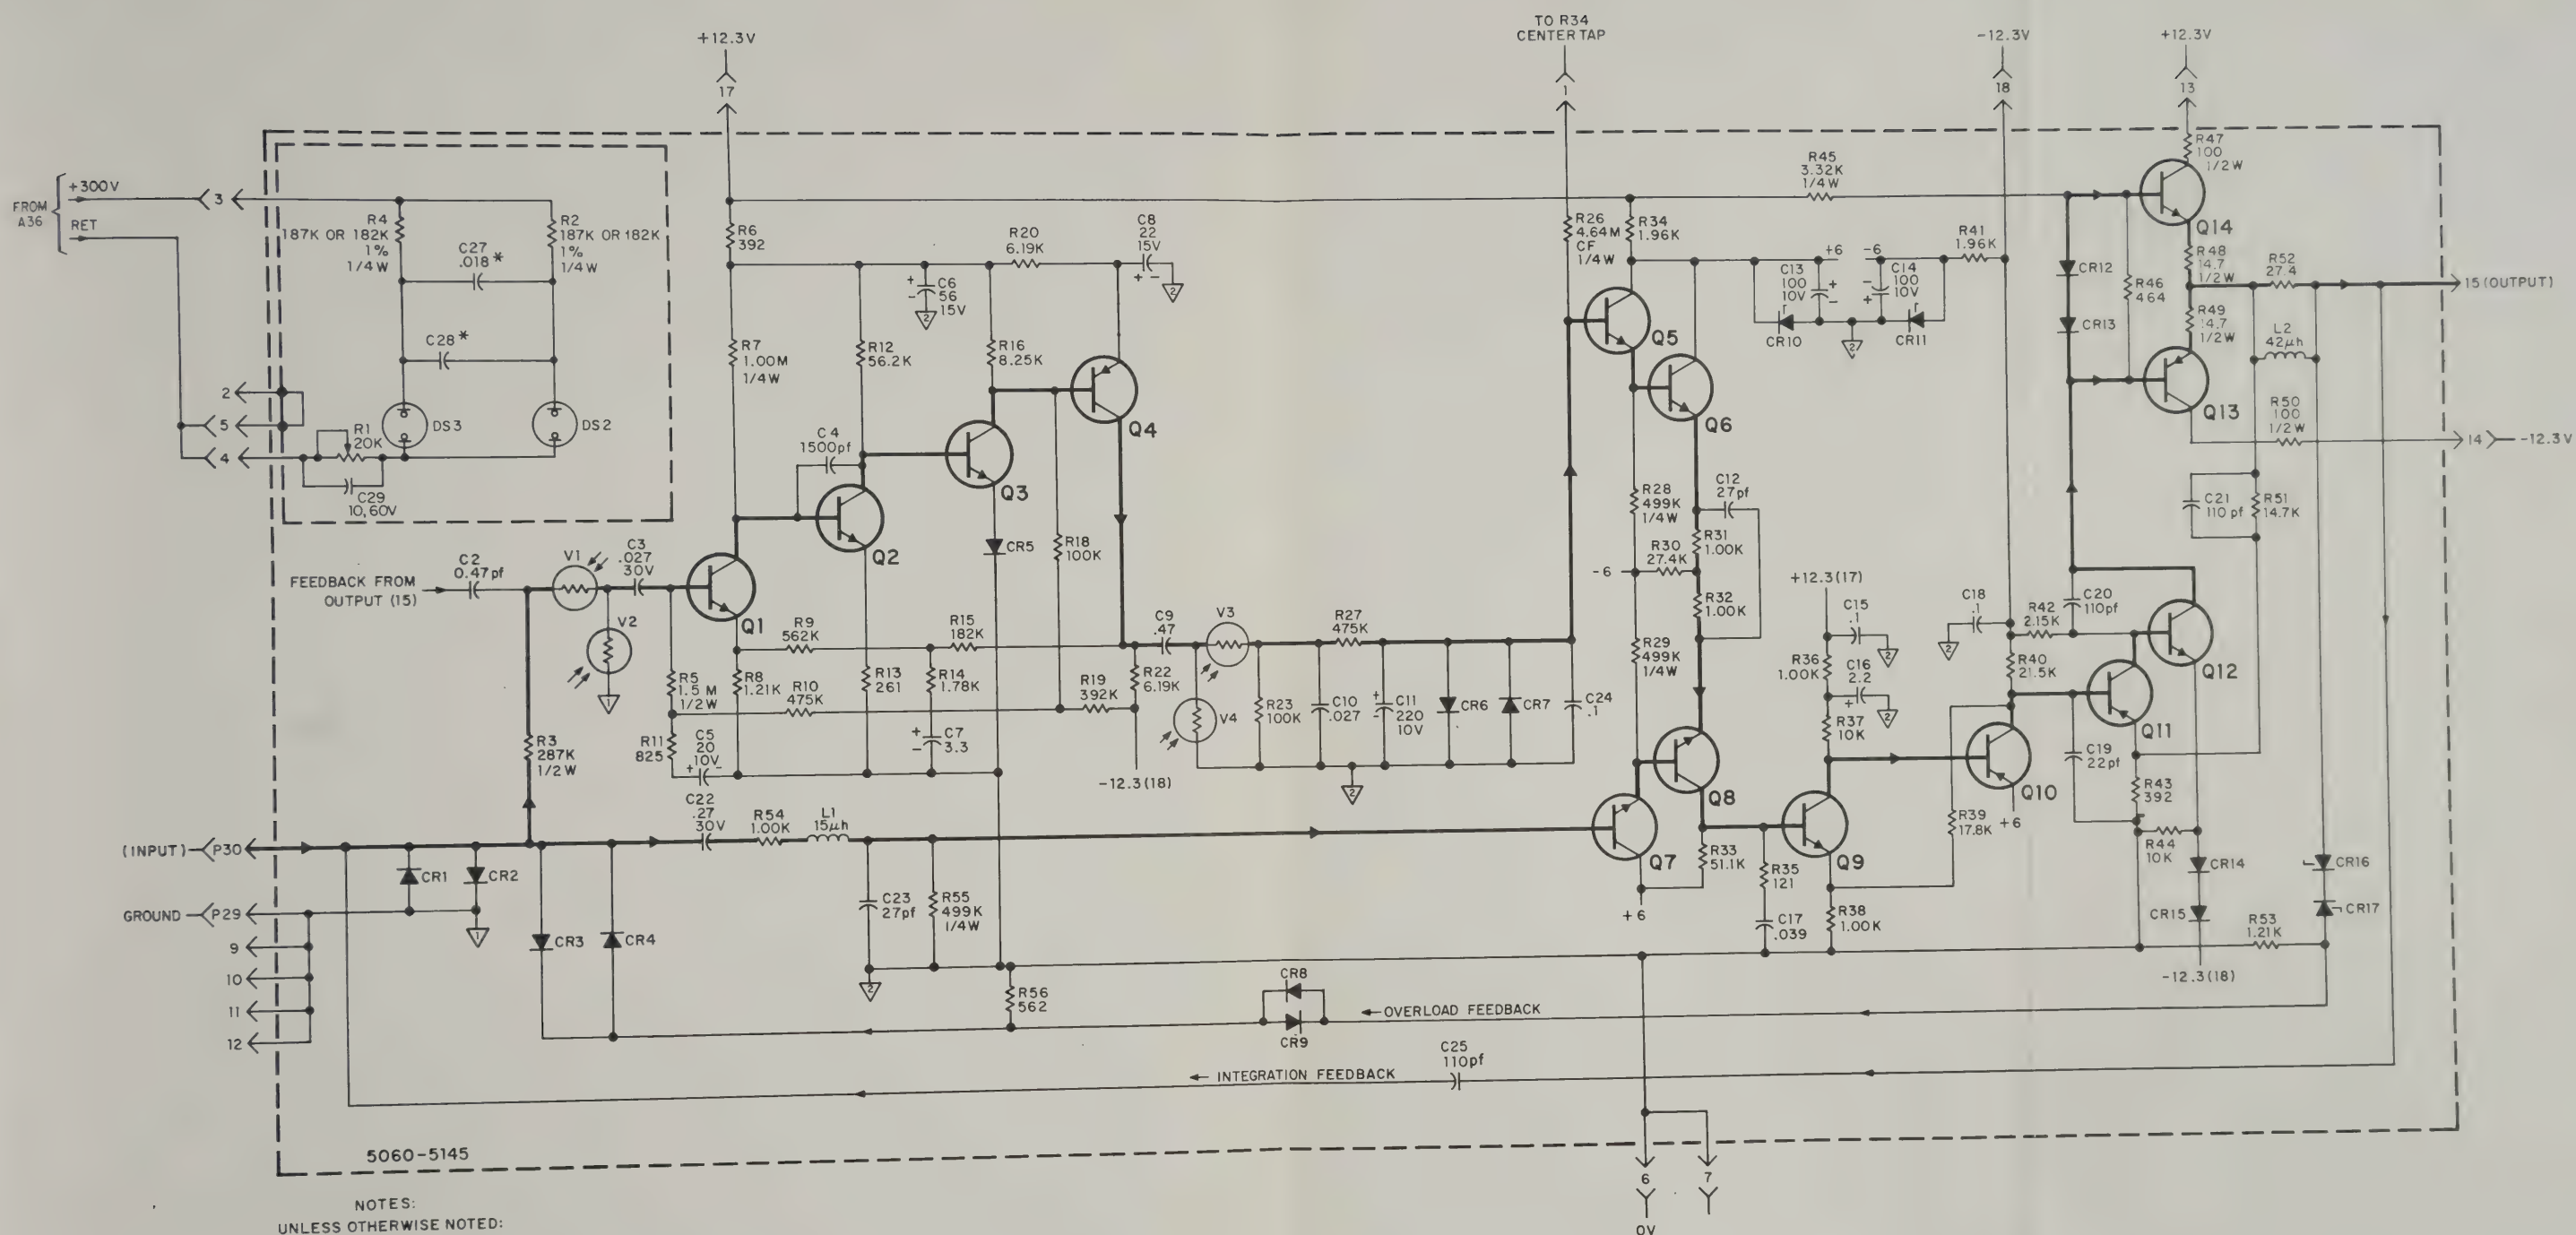 TO R34
CENTER TAP
+12.3V
-12.3V
+12.3V
17
1
18
13
FROM
A36
+300V
RET
3
R4
187K OR 182K
1%
1/4W
C27
.018*
R2
187K OR 182K
1%
1/4W
C28*
2
5
4
R1
20K
DS3
DS2
C29
10,60V
R6
392
R7
1.00M
1/4W
R12
56.2K
C6
56
15V
R20
6.19K
R16
8.25K
C8
22
15V
Q4
C4
1500pf
Q3
Q2
CR5
R18
100K
R26
4.64M
CF
1/4W
R34
1.96K
R45
3.32K
1/4W
Q5
Q6
+6
-6
C13
100
10V
C14
100
10V
CR10
CR11
R41
1.96K
R47
100
1/2W
Q14
R48
14.7
1/2W
R52
27.4
15(OUTPUT)
CR12
CR13
R46
464
R49
14.7
1/2W
L2
42μh
Q13
R50
100
1/2W
14
-12.3V
C21
110pf
R51
14.7K
FEEDBACK FROM
OUTPUT (15)
C2
0.47pf
V1
C3
.027
30V
V2
Q1
R9
562K
R15
182K
R5
1.5M
1/2W
R8
1.21K
R10
475K
R13
261
R14
1.78K
R19
392K
R22
6.19K
R11
825
C5
20
10V
C7
3.3
-12.3(18)
C9
.47
V3
V4
R27
475K
R23
100K
C10
.027
C11
220
10V
CR6
CR7
C24
.1
R28
499K
1/4W
C12
27pf
R31
1.00K
R30
27.4K
-6
R32
1.00K
R29
499K
1/4W
+12.3(17)
C15
.1
R36
1.00K
C16
2.2
R37
10K
C18
.1
R42
2.15K
C20
110pf
R40
21.5K
Q12
Q11
C19
22pf
Q10
+6
R39
17.8K
R43
392
R44
10K
CR14
CR15
CR16
CR17
R53
1.21K
-12.3(18)
R3
287K
1/2W
(INPUT)
P30
CR1
CR2
GROUND
P29
9
10
11
12
CR3
CR4
C22
.27
30V
R54
1.00K
L1
15μh
C23
27pf
R55
499K
1/4W
R56
562
Q7
Q8
+6
R33
51.1K
R35
121
C17
.039
Q9
R38
1.00K
CR8
CR9
OVERLOAD FEEDBACK
INTEGRATION FEEDBACK
C25
110pf
1
1
2
2
2
2
2
2
2
2
5060-5145
6
7
0V
NOTES:
UNLESS OTHERWISE NOTED: